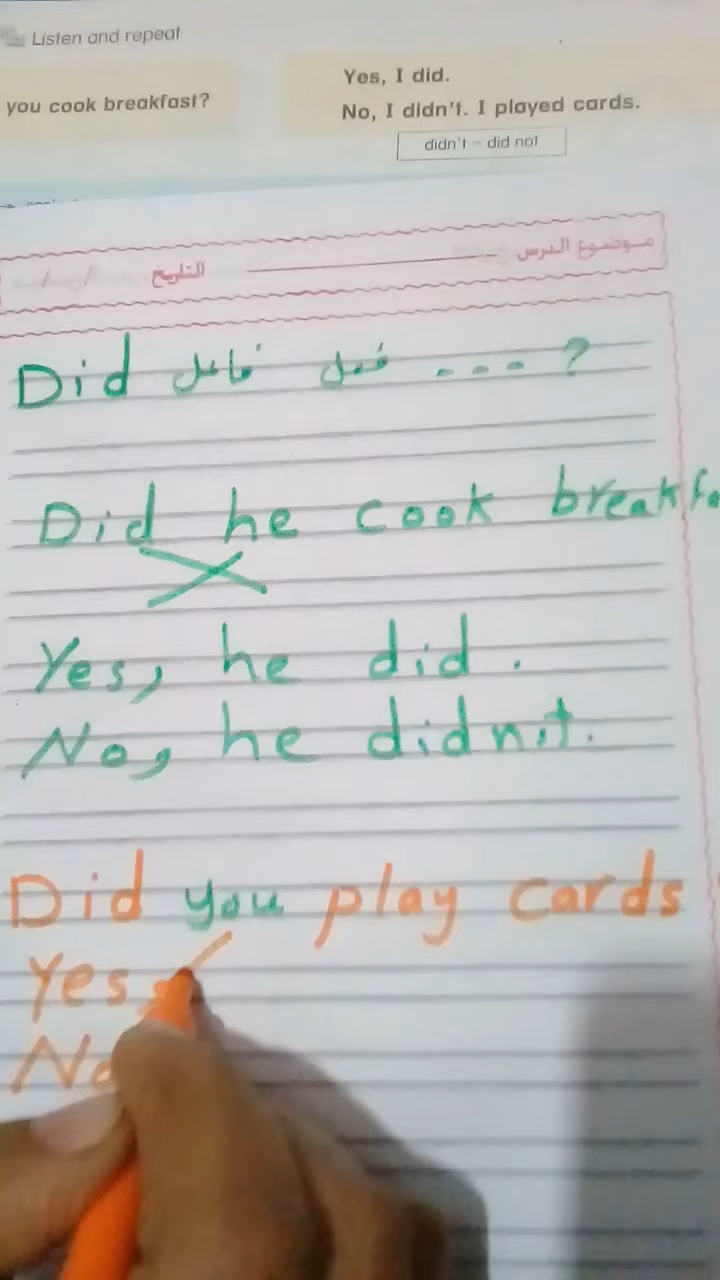 Listen and repeat
Yes, I did.
you cook breakfast?
No, I didn't. I played cards.
didn't = did not
موضوع الدرس
التاريخ
Did فاعل فعل ---?
Did he cook breakfa
Yes, he did.
No, he didn't.
Did you play cards
Yes,
No